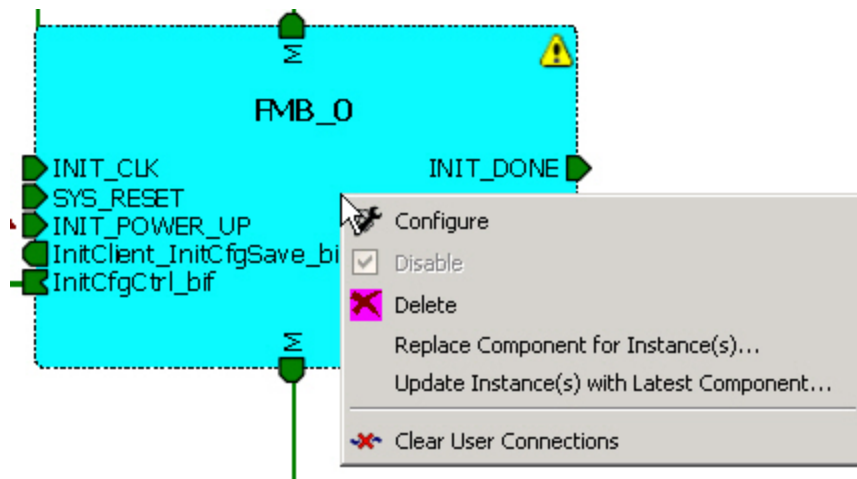 M
FMB_0
INIT_CLK
INIT_DONE
SYS_RESET
INIT_POWER_UP
InitClient_InitCfgSave_bi
InitCfgCtrl_bif
M
Configure
Disable
Delete
Replace Component for Instance(s)...
Update Instance(s) with Latest Component...
Clear User Connections